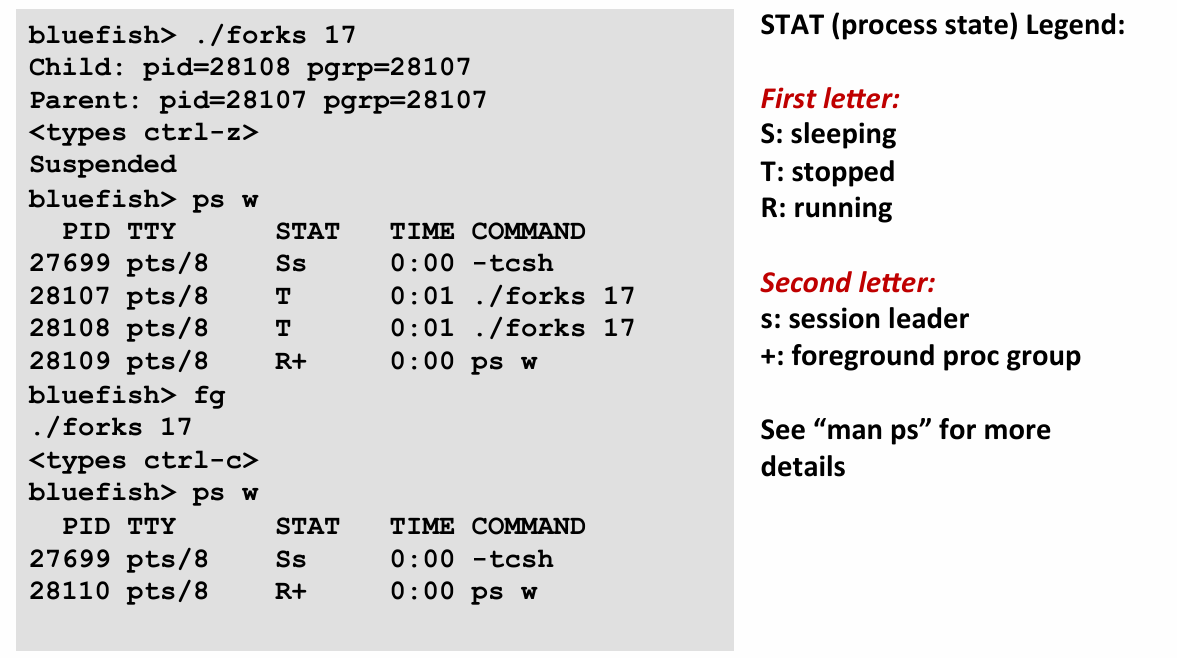 bluefish> ./forks 17
Child: pid=28108 pgrp=28107
Parent: pid=28107 pgrp=28107
<types ctrl-z>
Suspended
bluefish> ps w
  PID TTY      STAT   TIME COMMAND
27699 pts/8    Ss     0:00 -tcsh
28107 pts/8    T      0:01 ./forks 17
28108 pts/8    T      0:01 ./forks 17
28109 pts/8    R+     0:00 ps w
bluefish> fg
./forks 17
<types ctrl-c>
bluefish> ps w
  PID TTY      STAT   TIME COMMAND
27699 pts/8    Ss     0:00 -tcsh
28110 pts/8    R+     0:00 ps w
STAT (process state) Legend:
First letter:
S: sleeping
T: stopped
R: running
Second letter:
s: session leader
+: foreground proc group
See “man ps” for more
details